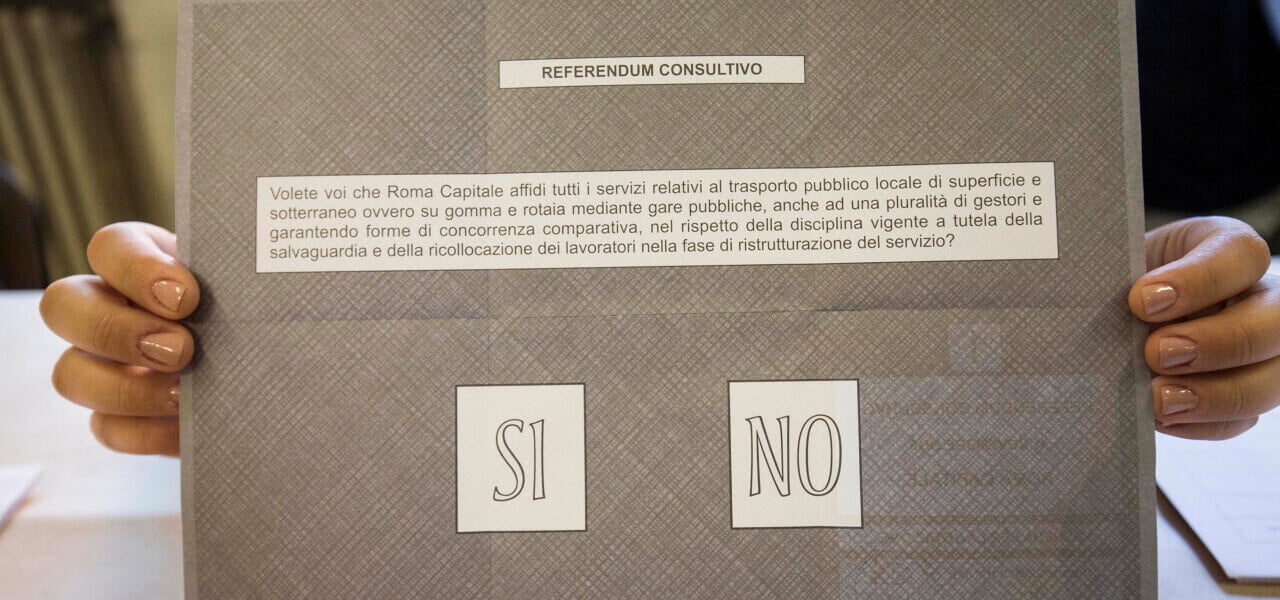 REFERENDUM CONSULTIVO
Volete voi che Roma Capitale affidi tutti i servizi relativi al trasporto pubblico locale di superficie e
sotterraneo ovvero su gomma e rotaia mediante gare pubbliche, anche ad una pluralità di gestori e
garantendo forme di concorrenza comparativa, nel rispetto della disciplina vigente a tutela della
salvaguardia e della ricollocazione dei lavoratori nella fase di ristrutturazione del servizio?
SI NO